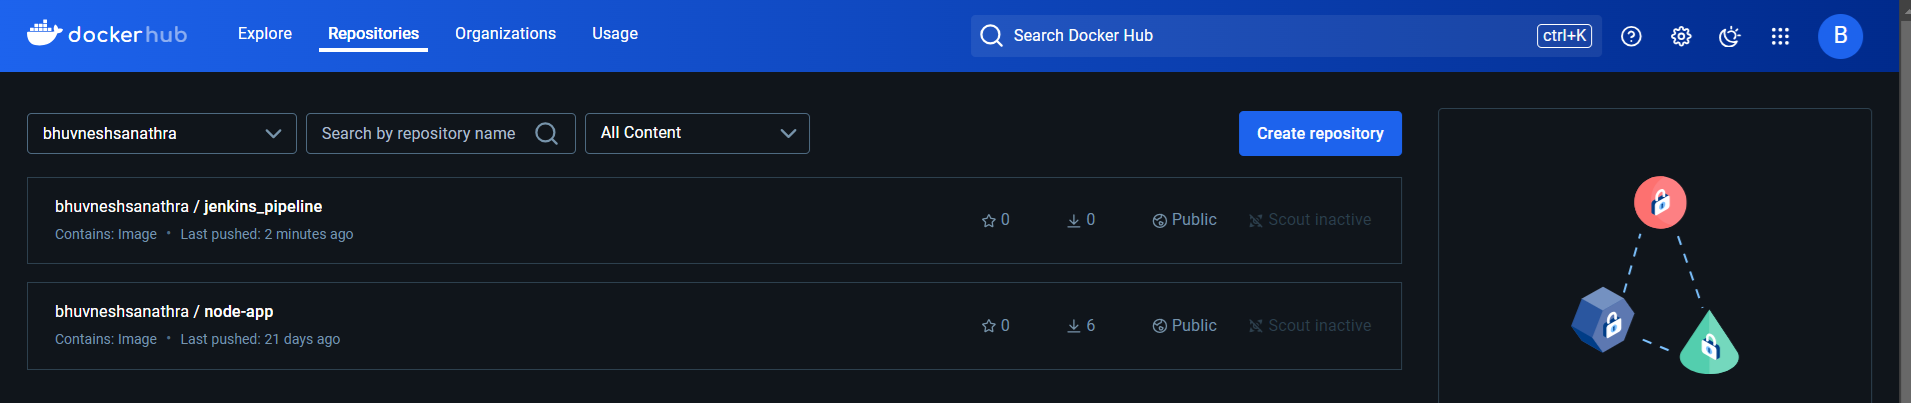 dockerhub Explore Repositories Organizations Usage Search Docker Hub ctrl+K B
bhuvneshsanathra Search by repository name All Content Create repository
bhuvneshsanathra / jenkins_pipeline
0 0 Public Scout inactive
Contains: Image • Last pushed: 2 minutes ago
bhuvneshsanathra / node-app
0 6 Public Scout inactive
Contains: Image • Last pushed: 21 days ago